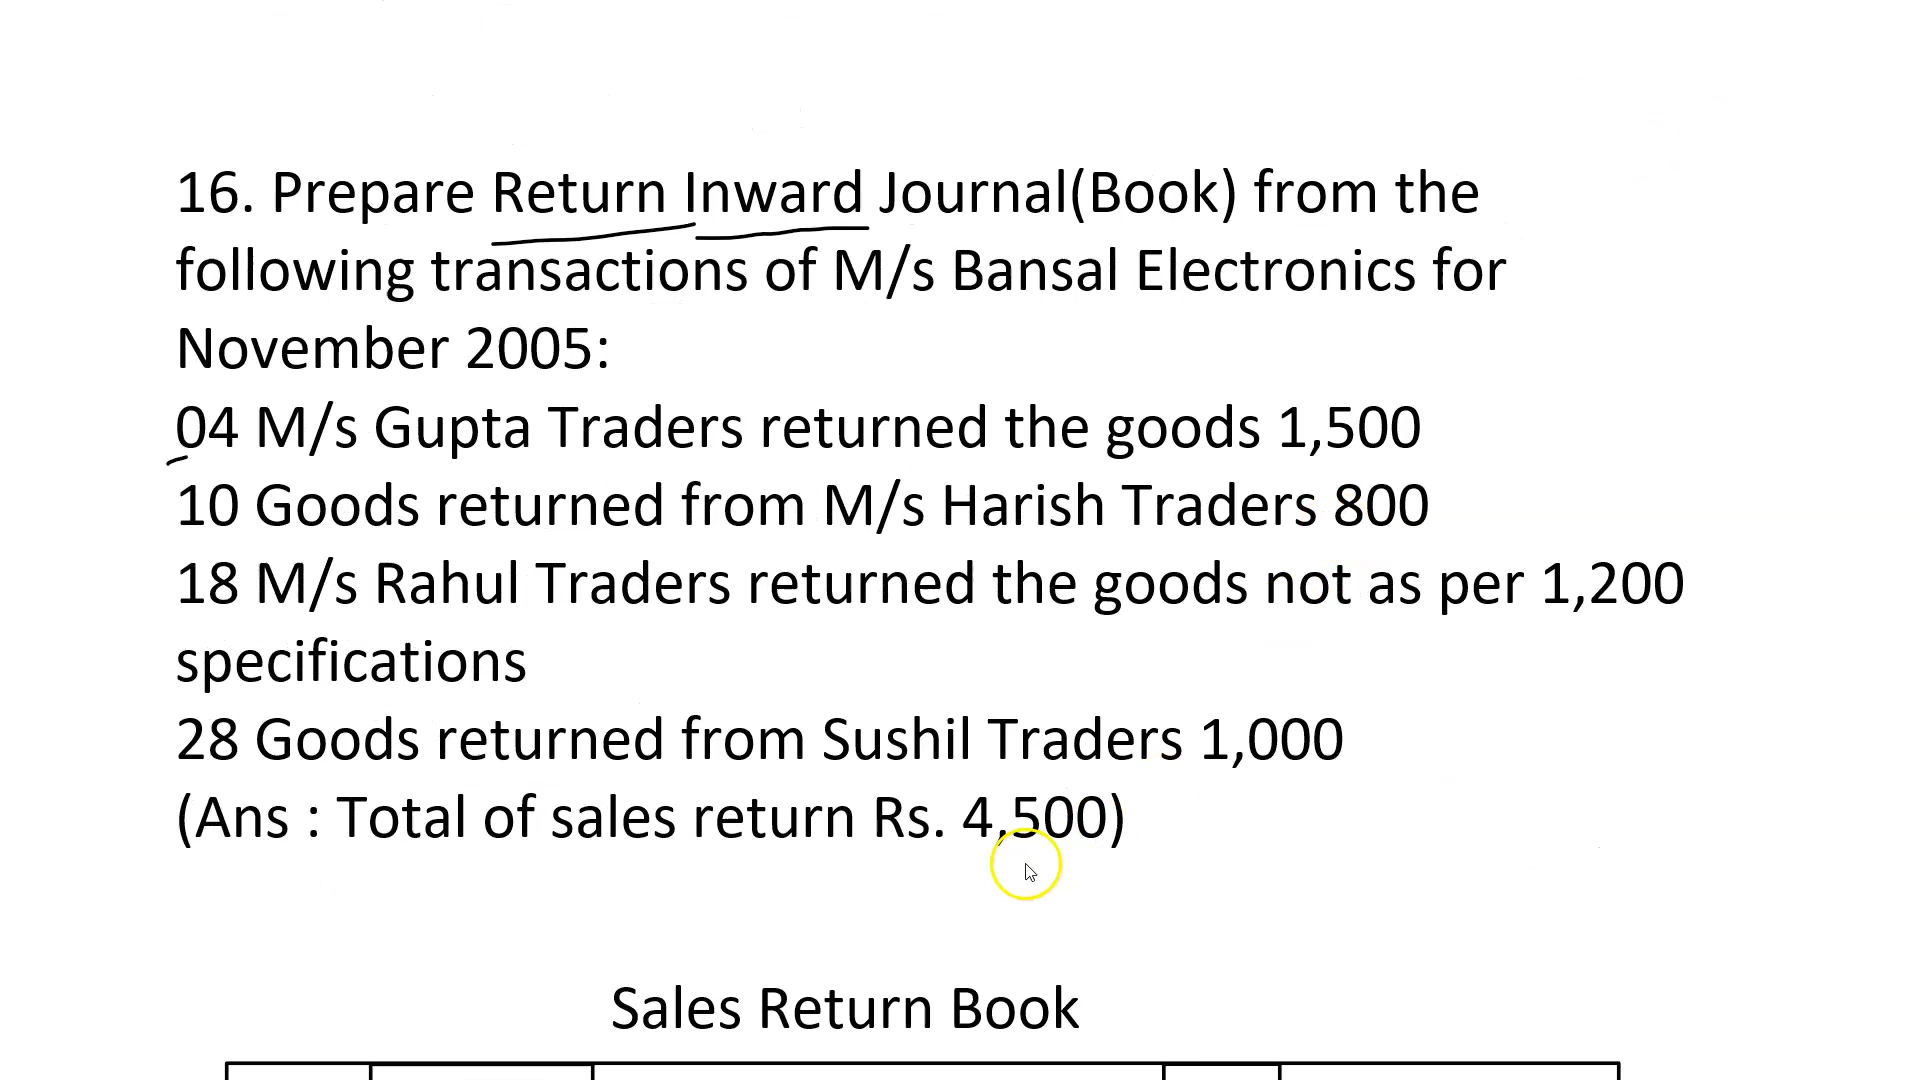 16. Prepare Return Inward Journal(Book) from the
following transactions of M/s Bansal Electronics for
November 2005:
04 M/s Gupta Traders returned the goods 1,500
10 Goods returned from M/s Harish Traders 800
18 M/s Rahul Traders returned the goods not as per 1,200
specifications
28 Goods returned from Sushil Traders 1,000
(Ans : Total of sales return Rs. 4,500)
Sales Return Book